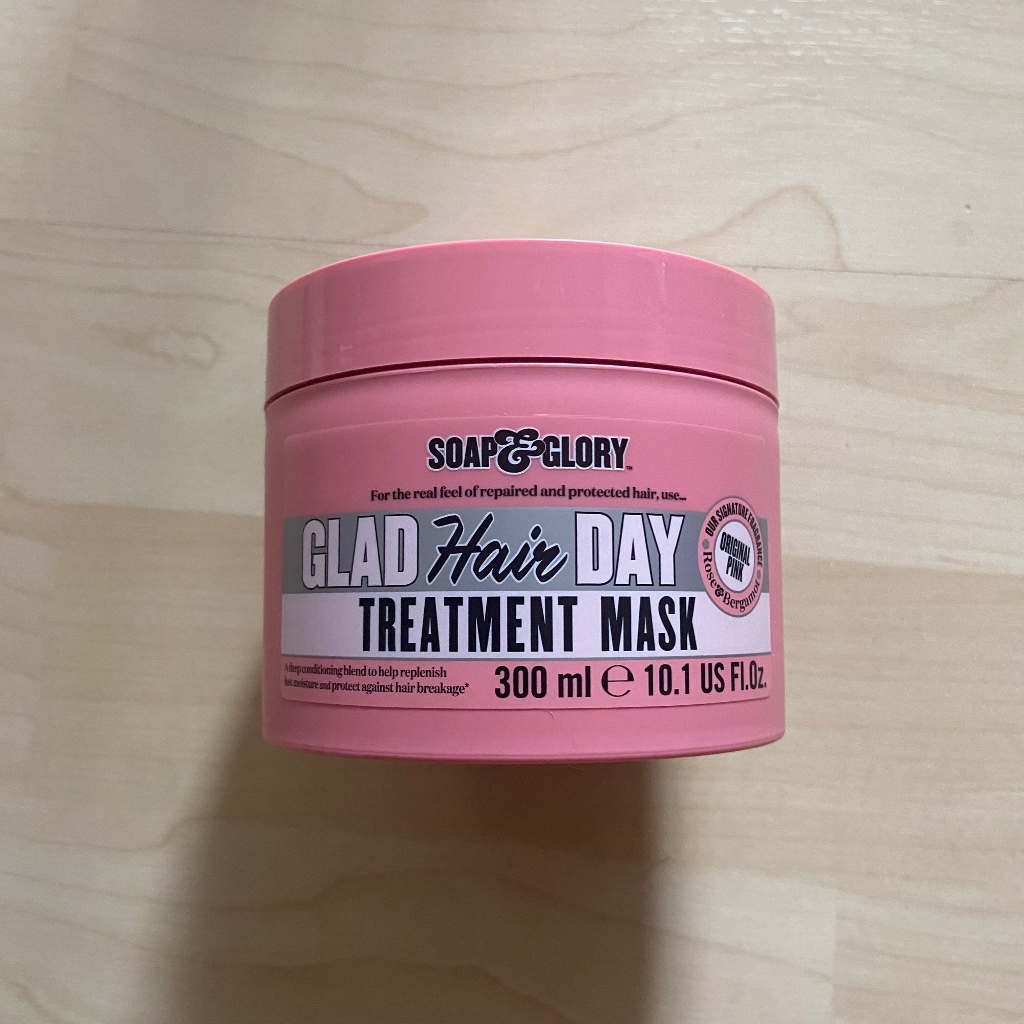 SOAP&GLORY™
For the real feel of repaired and protected hair, use...
GLAD Hair DAY
TREATMENT MASK
OUR SIGNATURE FRAGRANCE
ORIGINAL
PINK
Rose&Bergamot
A deep conditioning blend to help replenish
lost moisture and protect against hair breakage*
300 ml ℮ 10.1 US Fl.Oz.